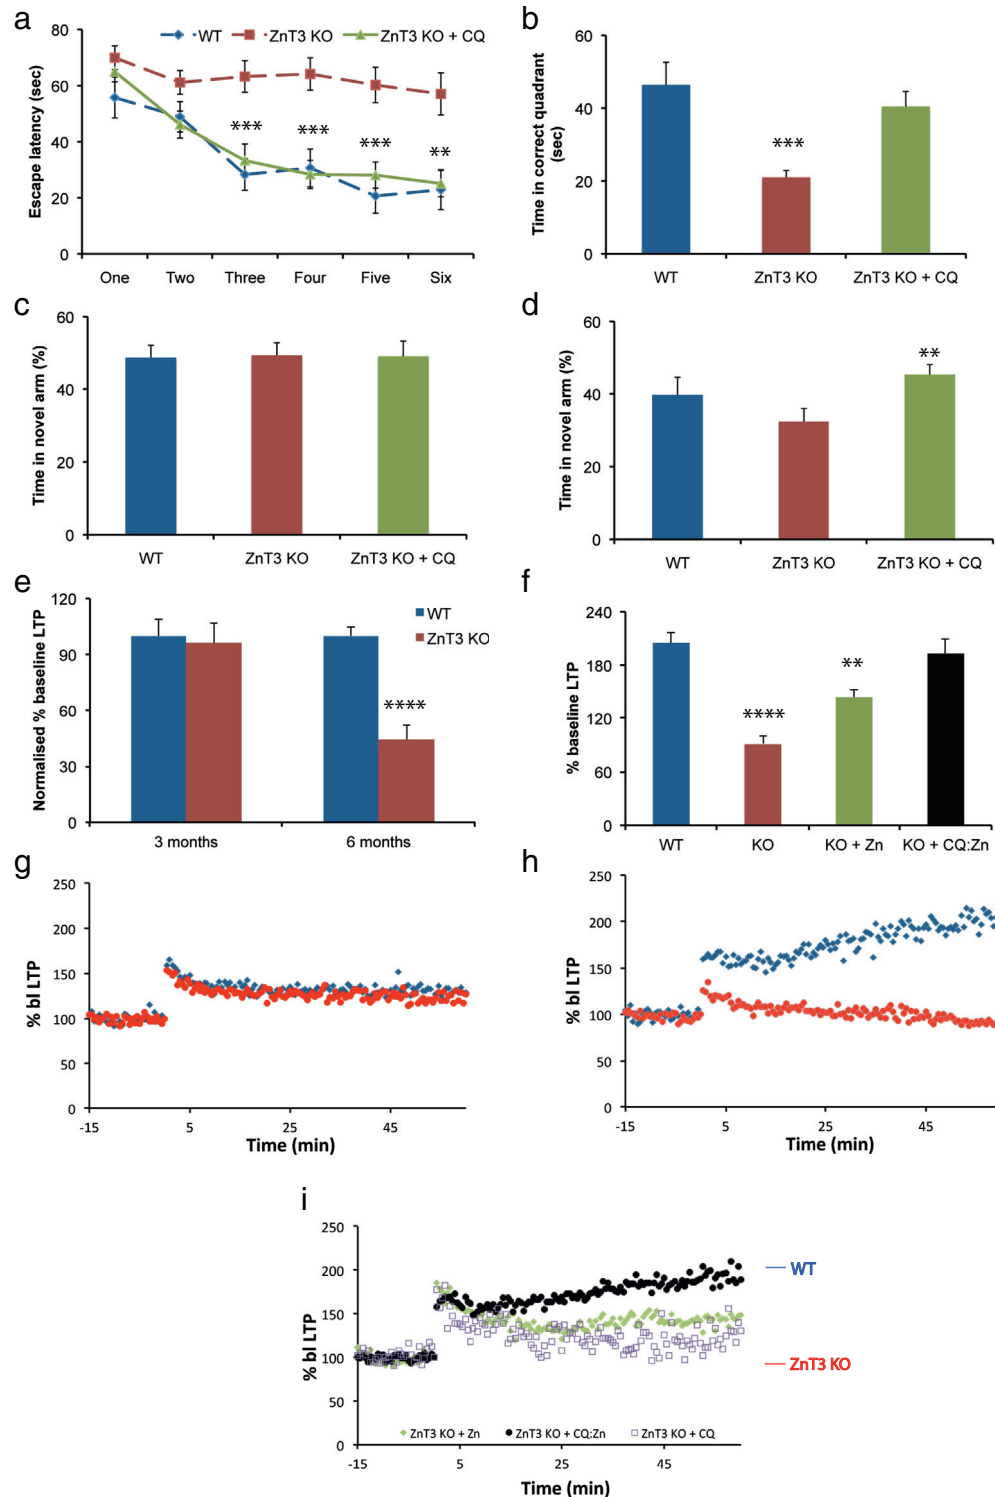 a
80
60
40
20
0
Escape latency (sec)
WT
ZnT3 KO
ZnT3 KO + CQ
***
***
***
**
One
Two
Three
Four
Five
Six
b
60
40
20
0
Time in correct quadrant
(sec)
***
WT
ZnT3 KO
ZnT3 KO + CQ
c
60
40
20
0
Time in novel arm (%)
WT
ZnT3 KO
ZnT3 KO + CQ
d
60
40
20
0
Time in novel arm (%)
**
WT
ZnT3 KO
ZnT3 KO + CQ
e
120
90
60
30
0
Normalised % baseline LTP
WT
ZnT3 KO
****
3 months
6 months
f
240
180
120
60
0
% baseline LTP
****
**
WT
KO
KO + Zn
KO + CQ:Zn
g
250
200
150
100
50
0
% bl LTP
-15
5
25
45
Time (min)
h
250
200
150
100
50
0
% bl LTP
-15
5
25
45
Time (min)
i
250
200
150
100
50
0
% bl LTP
WT
ZnT3 KO
ZnT3 KO + Zn
ZnT3 KO + CQ:Zn
ZnT3 KO + CQ
-15
5
25
45
Time (min)